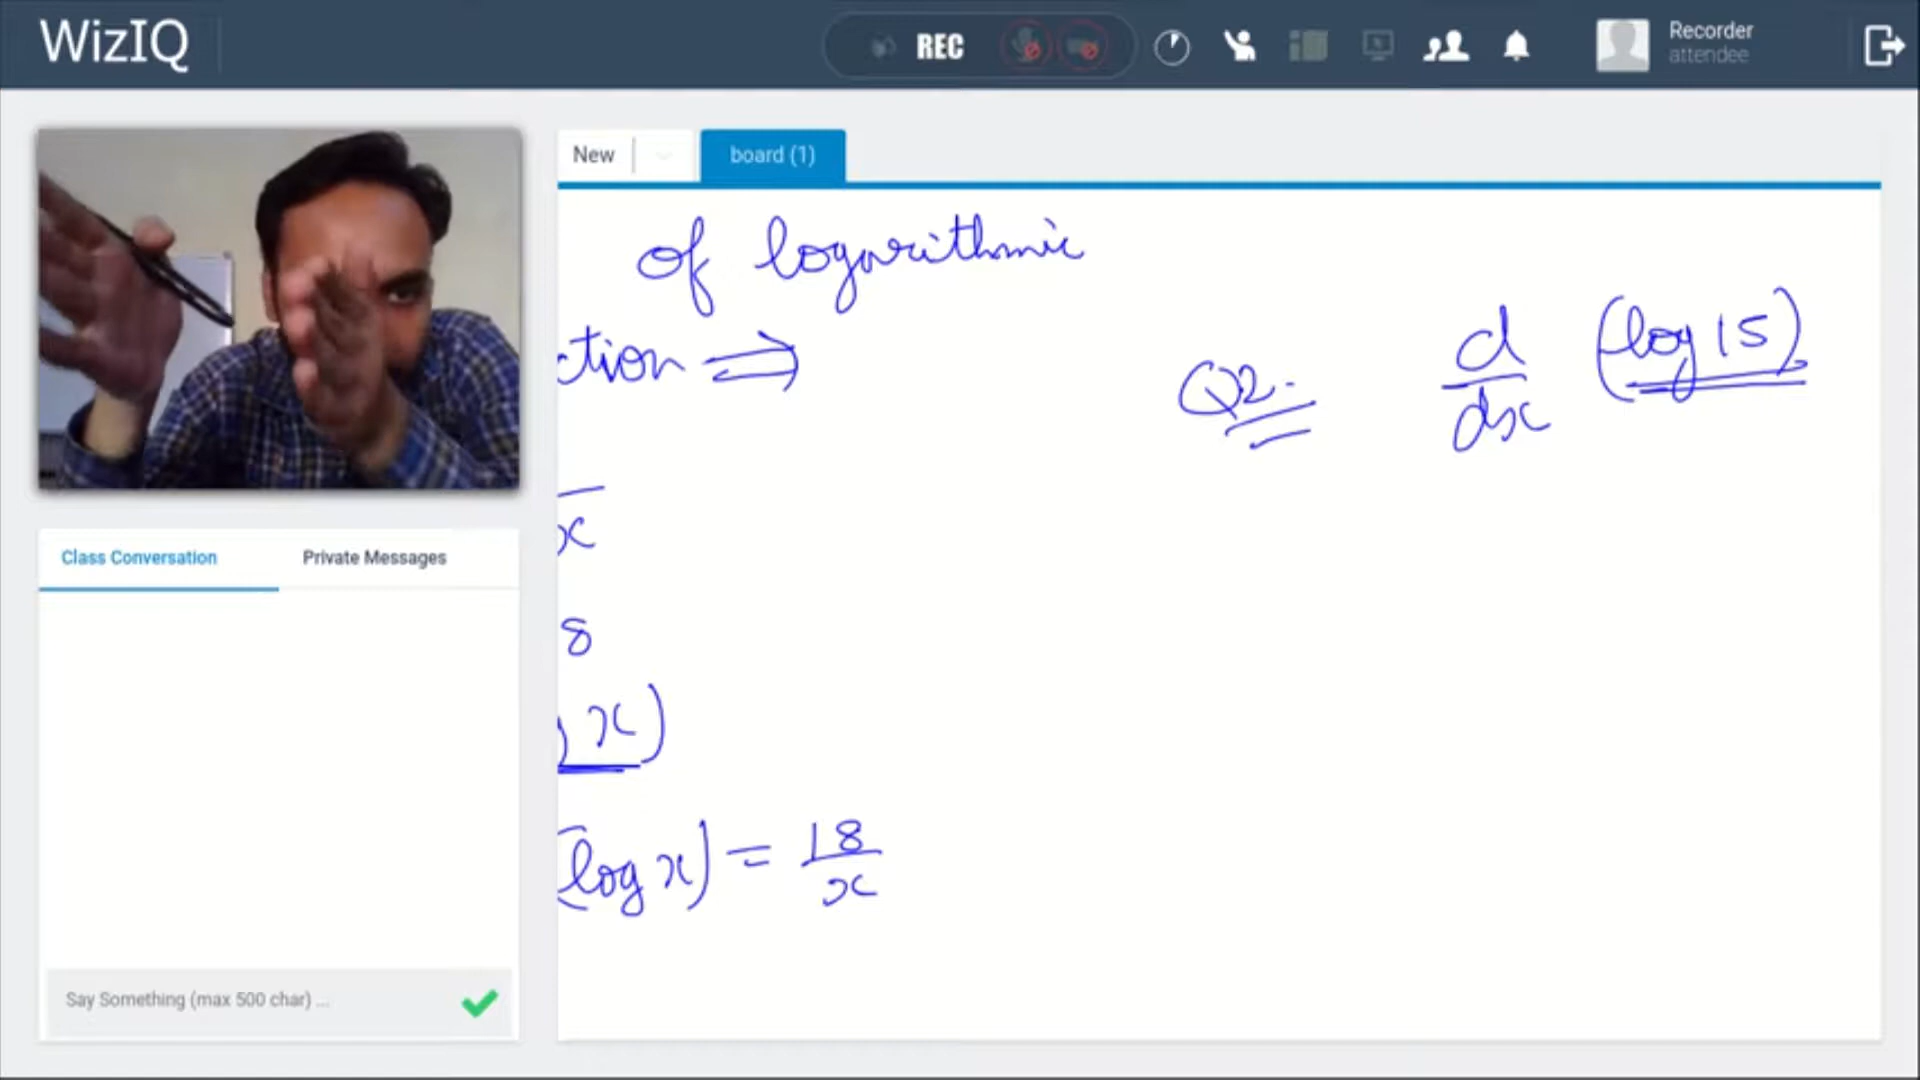 WizIQ
REC
Recorder
attendee
New
board (1)
of logarithmic
ction ⇒
Q2.
d/dx (log 15)
x
8
x)
(log x) = 18/x
Class Conversation
Private Messages
Say Something (max 500 char) ...